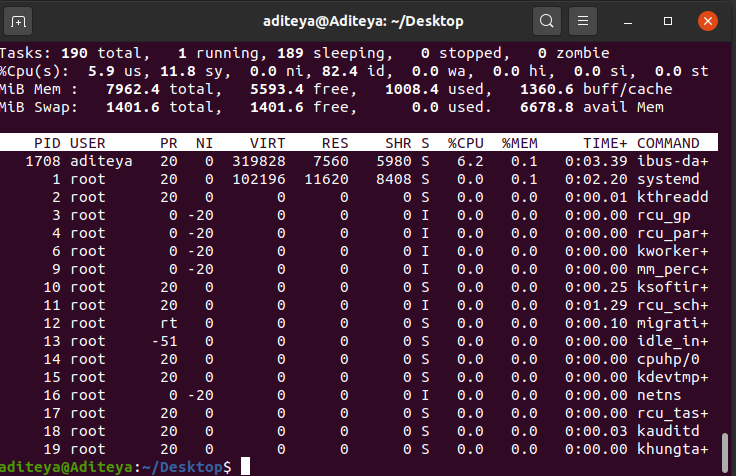 aditeya@Aditeya: ~/Desktop
Tasks: 190 total,   1 running, 189 sleeping,   0 stopped,   0 zombie
%Cpu(s):  5.9 us, 11.8 sy,  0.0 ni, 82.4 id,  0.0 wa,  0.0 hi,  0.0 si,  0.0 st
MiB Mem :   7962.4 total,   5593.4 free,   1008.4 used,   1360.6 buff/cache
MiB Swap:   1401.6 total,   1401.6 free,      0.0 used.   6678.8 avail Mem
PID USER      PR  NI    VIRT    RES    SHR S  %CPU  %MEM     TIME+ COMMAND
1708 aditeya   20   0  319828   7560   5980 S   6.2   0.1   0:03.39 ibus-da+
1 root      20   0  102196  11620   8408 S   0.0   0.1   0:02.20 systemd
2 root      20   0       0      0      0 S   0.0   0.0   0:00.01 kthreadd
3 root       0 -20       0      0      0 I   0.0   0.0   0:00.00 rcu_gp
4 root       0 -20       0      0      0 I   0.0   0.0   0:00.00 rcu_par+
6 root       0 -20       0      0      0 I   0.0   0.0   0:00.00 kworker+
9 root       0 -20       0      0      0 I   0.0   0.0   0:00.00 mm_perc+
10 root      20   0       0      0      0 S   0.0   0.0   0:00.25 ksoftir+
11 root      20   0       0      0      0 I   0.0   0.0   0:01.29 rcu_sch+
12 root      rt   0       0      0      0 S   0.0   0.0   0:00.10 migrati+
13 root     -51   0       0      0      0 S   0.0   0.0   0:00.00 idle_in+
14 root      20   0       0      0      0 S   0.0   0.0   0:00.00 cpuhp/0
15 root      20   0       0      0      0 S   0.0   0.0   0:00.00 kdevtmp+
16 root       0 -20       0      0      0 I   0.0   0.0   0:00.00 netns
17 root      20   0       0      0      0 S   0.0   0.0   0:00.00 rcu_tas+
18 root      20   0       0      0      0 S   0.0   0.0   0:00.03 kauditd
19 root      20   0       0      0      0 S   0.0   0.0   0:00.00 khungta+
aditeya@Aditeya:~/Desktop$